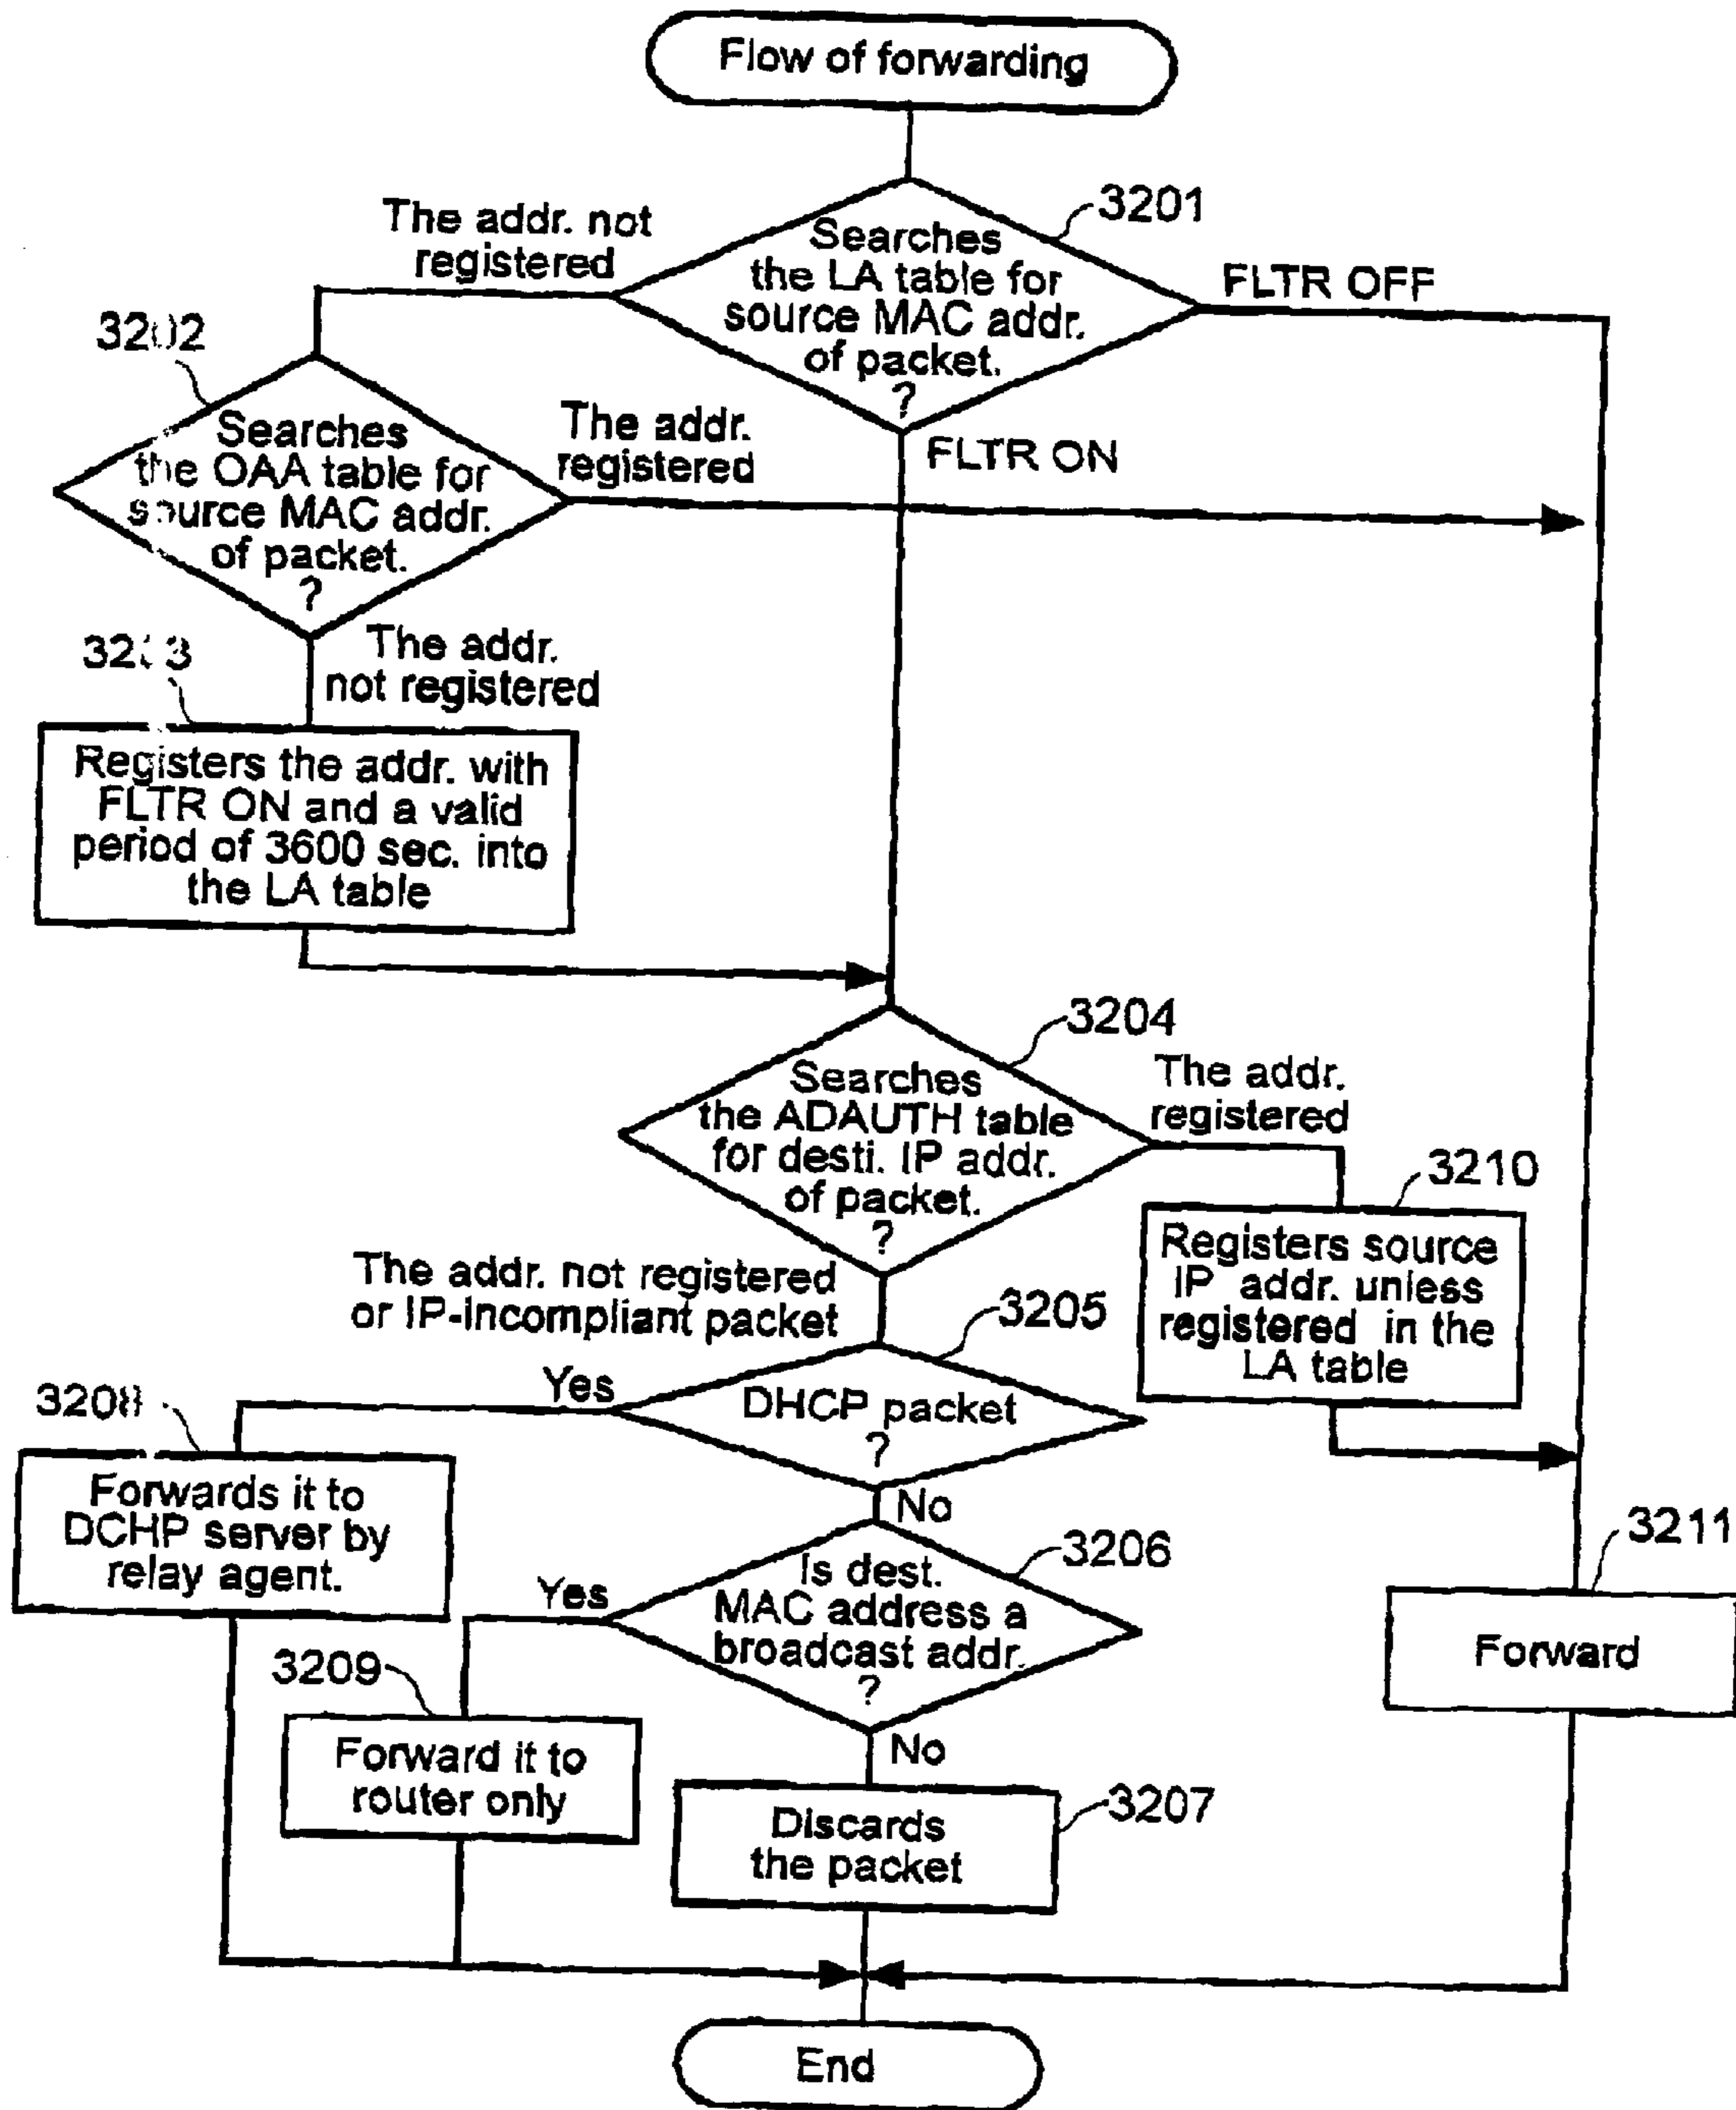 Flow of forwarding
3201
The addr. not
registered
Searches
the LA table for
source MAC addr.
of packet.
?
FLTR OFF
FLTR ON
3202
Searches
the OAA table for
source MAC addr.
of packet.
?
The addr.
registered
The addr.
not registered
Registers the addr. with
FLTR ON and a valid
period of 3600 sec. into
the LA table
3204
Searches
the ADAUTH table
for desti. IP addr.
of packet.
?
The addr.
registered
3210
Registers source
IP addr. unless
registered in the
LA table
The addr. not registered
or IP-incompliant packet
3205
DHCP packet
?
Yes
No
3208
Forwards it to
DCHP server by
relay agent.
3206
Is dest.
MAC address a
broadcast addr.
?
Yes
No
3209
Forward it to
router only
3207
Discards
the packet
3211
Forward
End